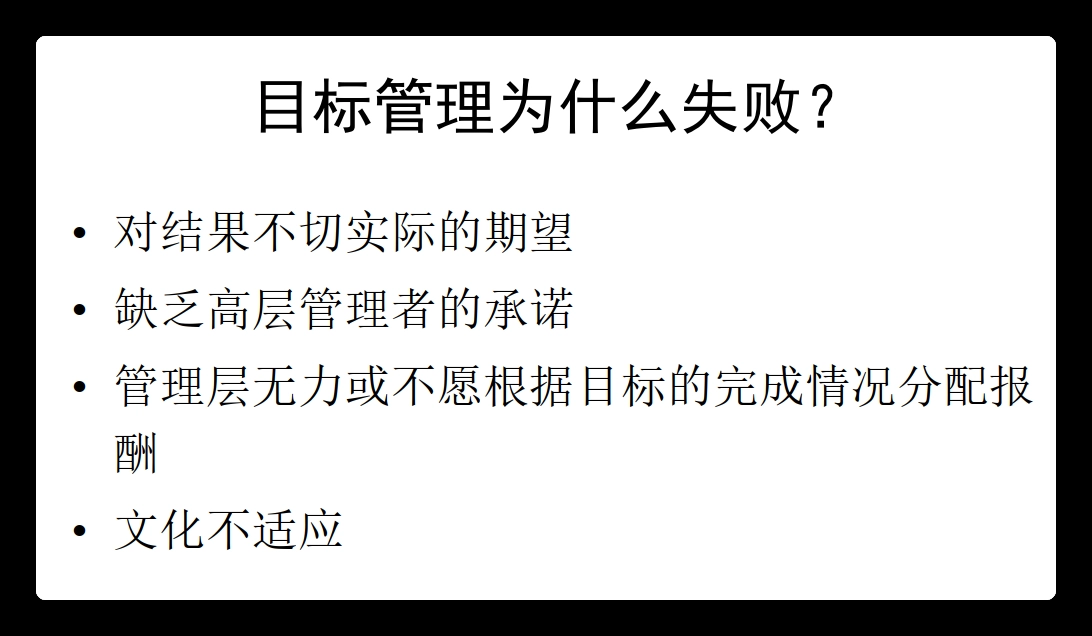 目标管理为什么失败？
• 对结果不切实际的期望
• 缺乏高层管理者的承诺
• 管理层无力或不愿根据目标的完成情况分配报
酬
• 文化不适应